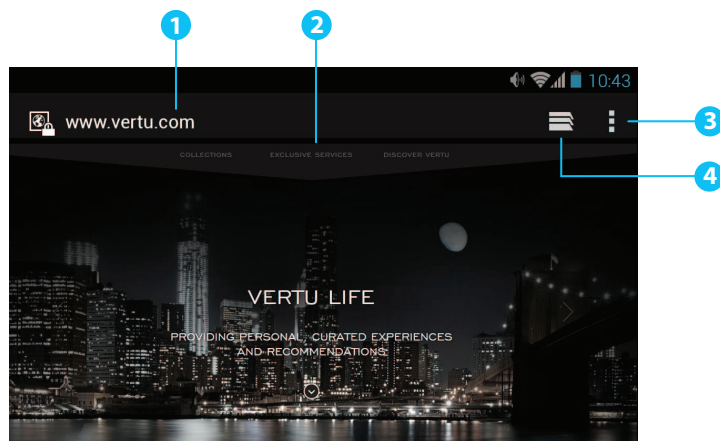 1
2
10:43
www.vertu.com
3
COLLECTIONS EXCLUSIVE SERVICES DISCOVER VERTU
4
VERTU LIFE
PROVIDING PERSONAL, CURATED EXPERIENCES
AND RECOMMENDATIONS